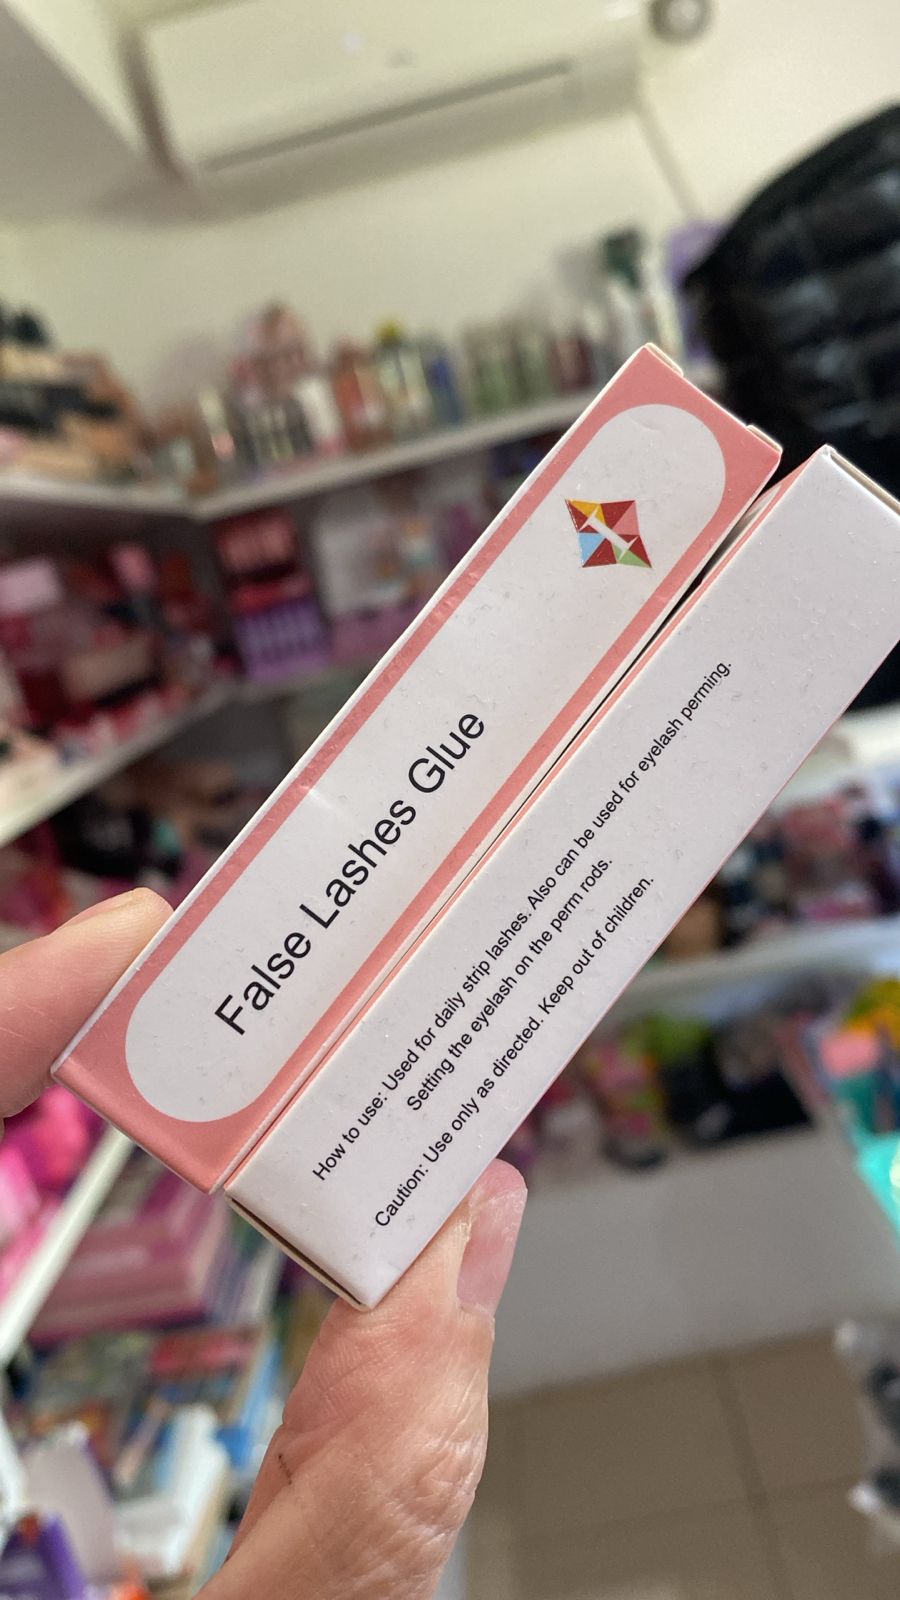 False Lashes Glue
How to use: Used for daily strip lashes. Also can be used for eyelash perming.
Setting the eyelash on the perm rods.
Caution: Use only as directed. Keep out of children.